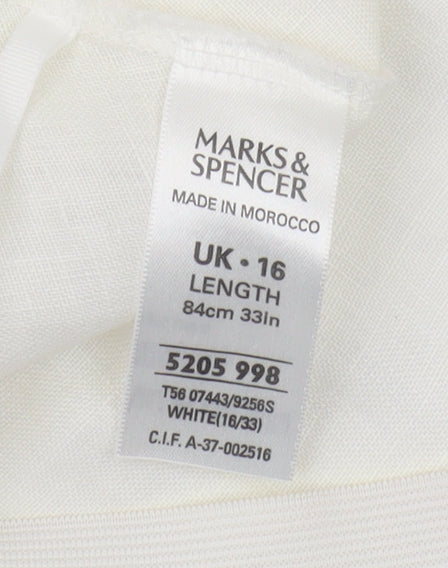 MARKS &
SPENCER
MADE IN MOROCCO
UK • 16
LENGTH
84cm 33in
5205 998
T56 07443/9256S
WHITE(16/33)
C.I.F. A-37-002516